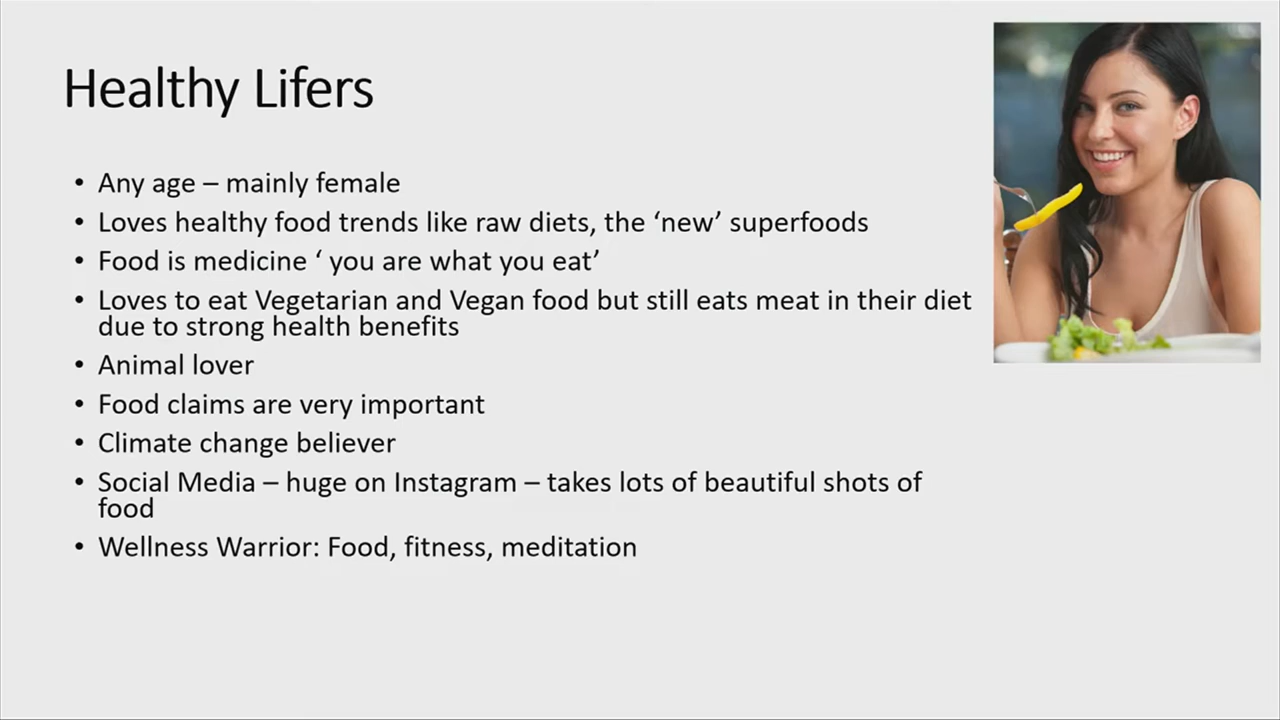 Healthy Lifers
• Any age – mainly female
• Loves healthy food trends like raw diets, the ‘new’ superfoods
• Food is medicine ‘ you are what you eat’
• Loves to eat Vegetarian and Vegan food but still eats meat in their diet
due to strong health benefits
• Animal lover
• Food claims are very important
• Climate change believer
• Social Media – huge on Instagram – takes lots of beautiful shots of
food
• Wellness Warrior: Food, fitness, meditation